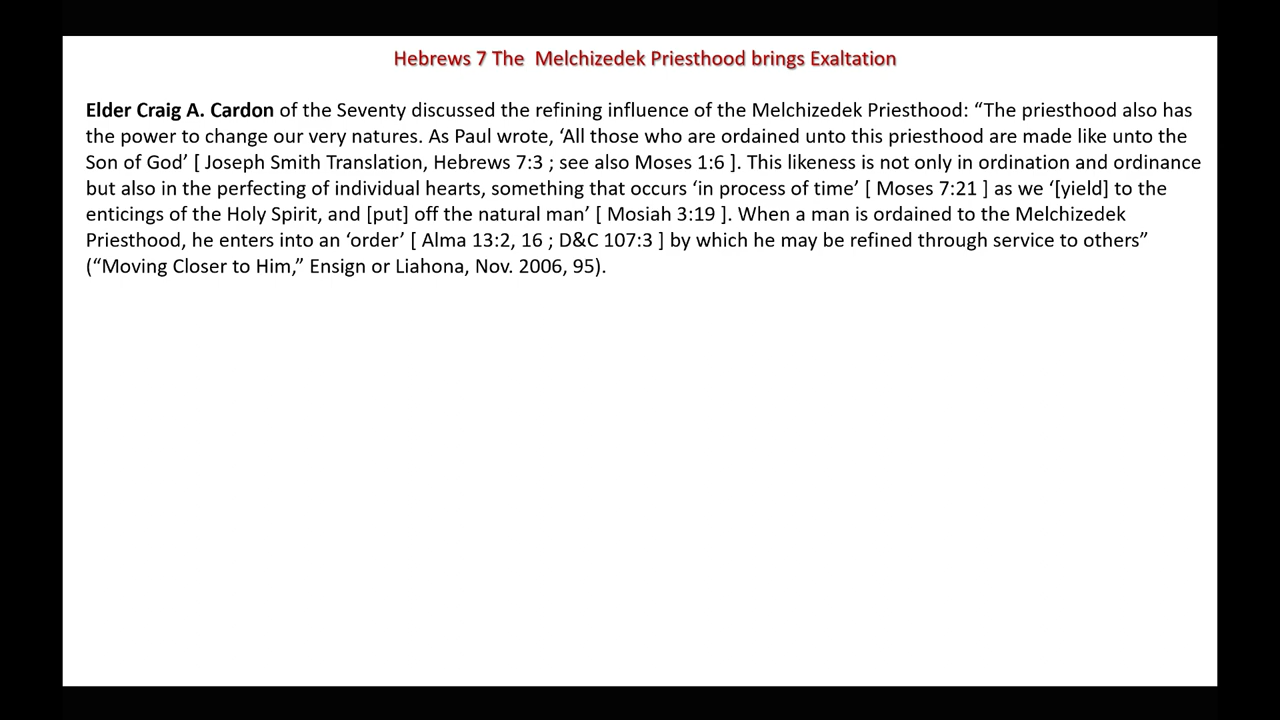 Hebrews 7 The  Melchizedek Priesthood brings Exaltation
Elder Craig A. Cardon of the Seventy discussed the refining influence of the Melchizedek Priesthood: “The priesthood also has
the power to change our very natures. As Paul wrote, ‘All those who are ordained unto this priesthood are made like unto the
Son of God’ [ Joseph Smith Translation, Hebrews 7:3 ; see also Moses 1:6 ]. This likeness is not only in ordination and ordinance
but also in the perfecting of individual hearts, something that occurs ‘in process of time’ [ Moses 7:21 ] as we ‘[yield] to the
enticings of the Holy Spirit, and [put] off the natural man’ [ Mosiah 3:19 ]. When a man is ordained to the Melchizedek
Priesthood, he enters into an ‘order’ [ Alma 13:2, 16 ; D&C 107:3 ] by which he may be refined through service to others”
(“Moving Closer to Him,” Ensign or Liahona, Nov. 2006, 95).